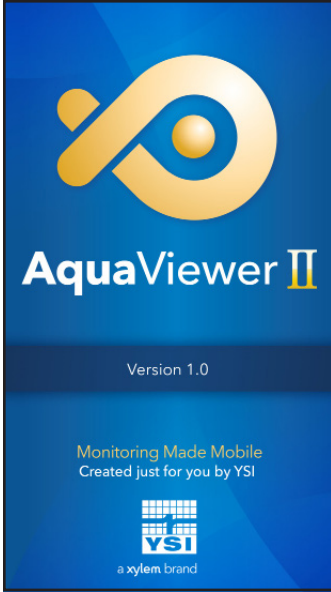 AquaViewer II
Version 1.0
Monitoring Made Mobile
Created just for you by YSI
YSI
a xylem brand